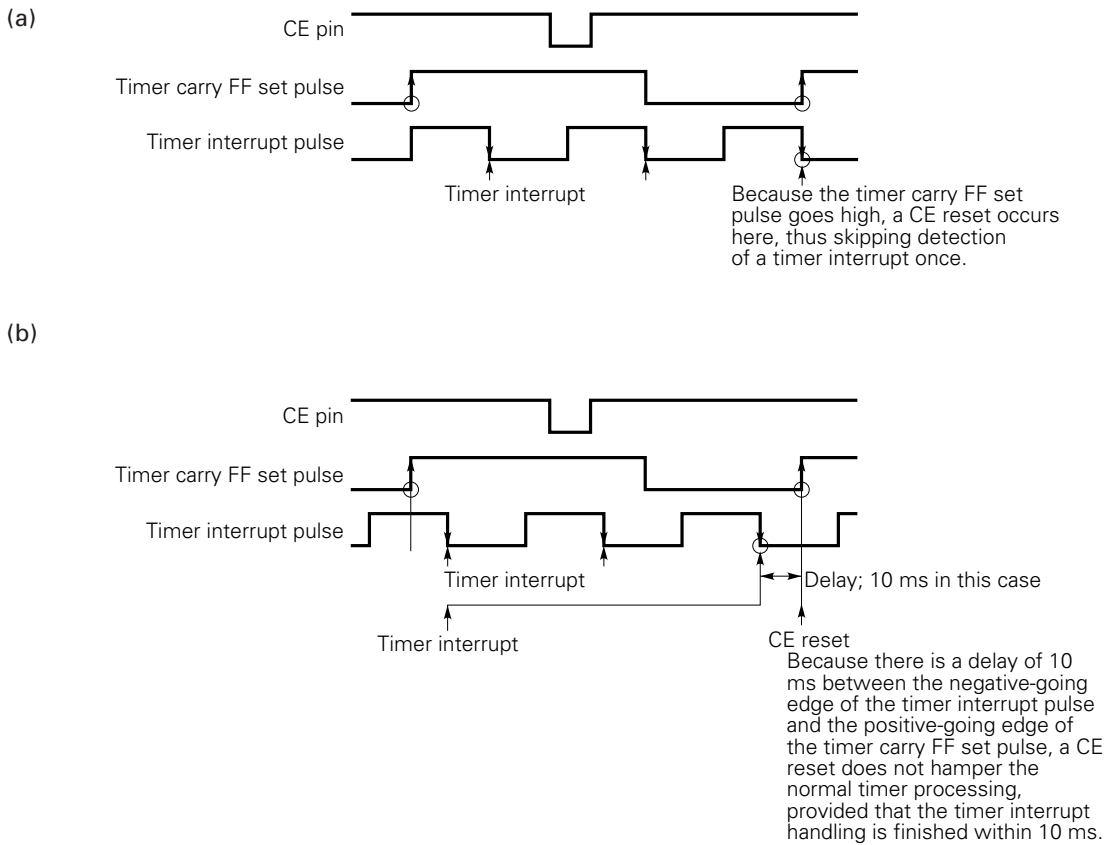 (a)
CE pin
Timer carry FF set pulse
Timer interrupt pulse
Timer interrupt
Because the timer carry FF set
pulse goes high, a CE reset occurs
here, thus skipping detection
of a timer interrupt once.
(b)
CE pin
Timer carry FF set pulse
Timer interrupt pulse
Timer interrupt
Delay; 10 ms in this case
Timer interrupt
CE reset
Because there is a delay of 10
ms between the negative-going
edge of the timer interrupt pulse
and the positive-going edge of
the timer carry FF set pulse, a CE
reset does not hamper the
normal timer processing,
provided that the timer interrupt
handling is finished within 10 ms.